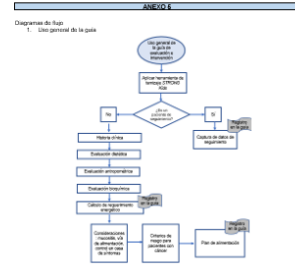 ANEXO 6
Diagramas de flujo
1. Uso general de la guía
Uso general de
la guía de
evaluación e
intervención
Aplicar herramienta de
tamizaje STRONG
Kids
¿Es un
paciente de
seguimiento?
No
Sí
Registro
en la guía
Captura de datos de
seguimiento
Historia clínica
Evaluación dietética
Evaluación antropométrica
Evaluación bioquímica
Registro
en la guía
Cálculo de requerimiento
energético
Consideraciones
de alimentación,
control en casa
de síntomas
Criterios de
riesgo para
pacientes con
cáncer
Registro
en la guía
Plan de alimentación